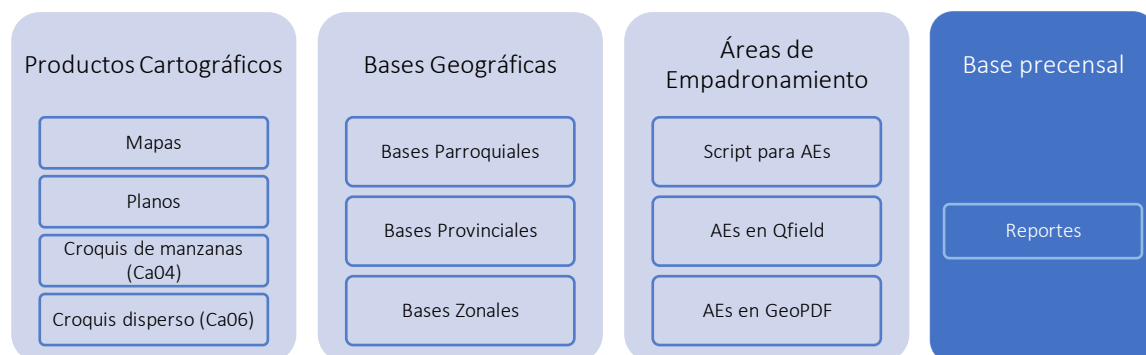 Productos Cartográficos
Mapas
Planos
Croquis de manzanas
(Ca04)
Croquis disperso (Ca06)
Bases Geográficas
Bases Parroquiales
Bases Provinciales
Bases Zonales
Áreas de
Empadronamiento
Script para AEs
AEs en Qfield
AEs en GeoPDF
Base precensal
Reportes